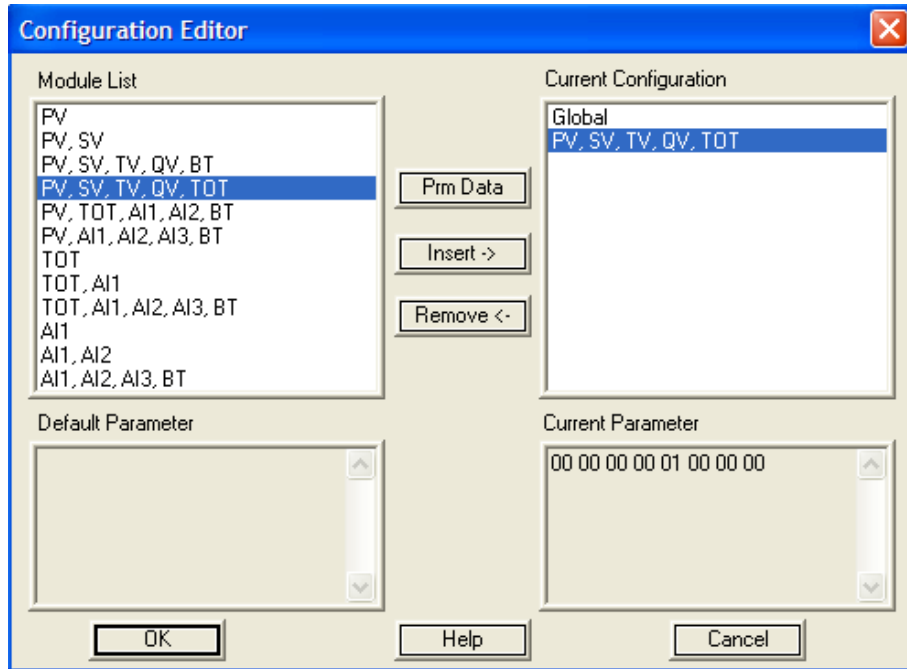 Configuration Editor
Module List
PV
PV, SV
PV, SV, TV, QV, BT
PV, SV, TV, QV, TOT
PV, TOT, AI1, AI2, BT
PV, AI1, AI2, AI3, BT
TOT
TOT, AI1
TOT, AI1, AI2, AI3, BT
AI1
AI1, AI2
AI1, AI2, AI3, BT
Prm Data
Insert ->
Remove <-
Current Configuration
Global
PV, SV, TV, QV, TOT
Default Parameter
Current Parameter
00 00 00 00 01 00 00 00
OK
Help
Cancel